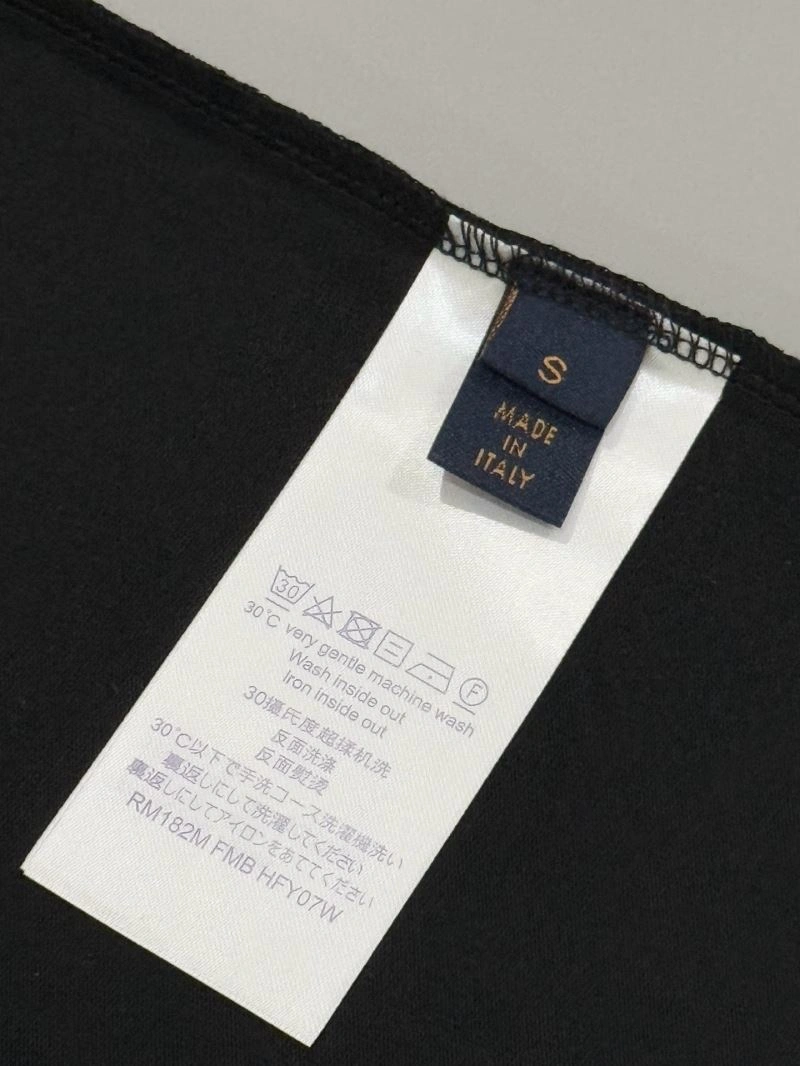 S
MADE
IN
ITALY
30
F
30°C very gentle machine wash
Wash inside out
Iron inside out
30攝氏度超揉机洗
反面洗涤
反面熨烫
30°C以下で手洗コース洗濯機洗い
裏返しにして洗濯してください
裏返しにしてアイロンをあててください
RM182M FMB HFY07W